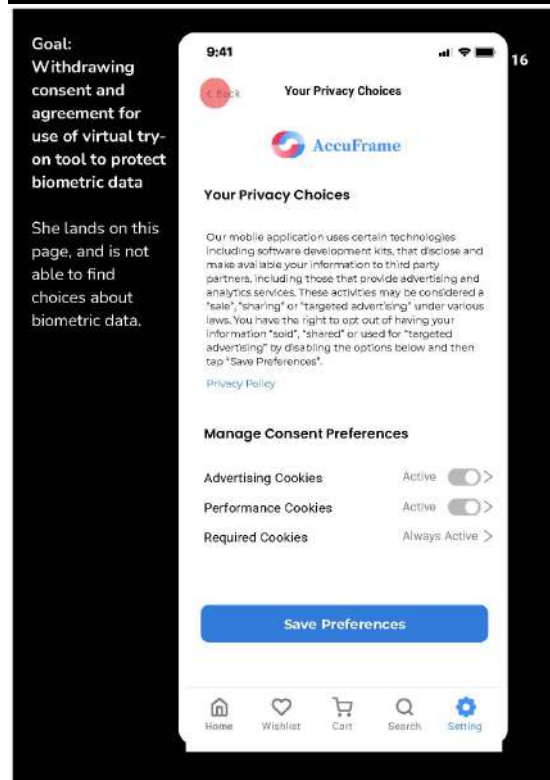 Goal:
Withdrawing
consent and
agreement for
use of virtual try-
on tool to protect
biometric data
She lands on this
page, and is not
able to find
choices about
biometric data.
9:41
16
< Back
Your Privacy Choices
AccuFrame
Your Privacy Choices
Our mobile application uses certain technologies
including software development kits, that disclose and
make available your information to third party
partners, including those that provide advertising and
analytics services. These activities may be considered a
"sale", "sharing" or "targeted advertising" under various
laws. You have the right to opt out of having your
information "sold", "shared" or used for "targeted
advertising" by disabling the options below and then
tap "Save Preferences".
Privacy Policy
Manage Consent Preferences
Advertising Cookies Active >
Performance Cookies Active >
Required Cookies Always Active >
Save Preferences
Home Wishlist Cart Search Setting